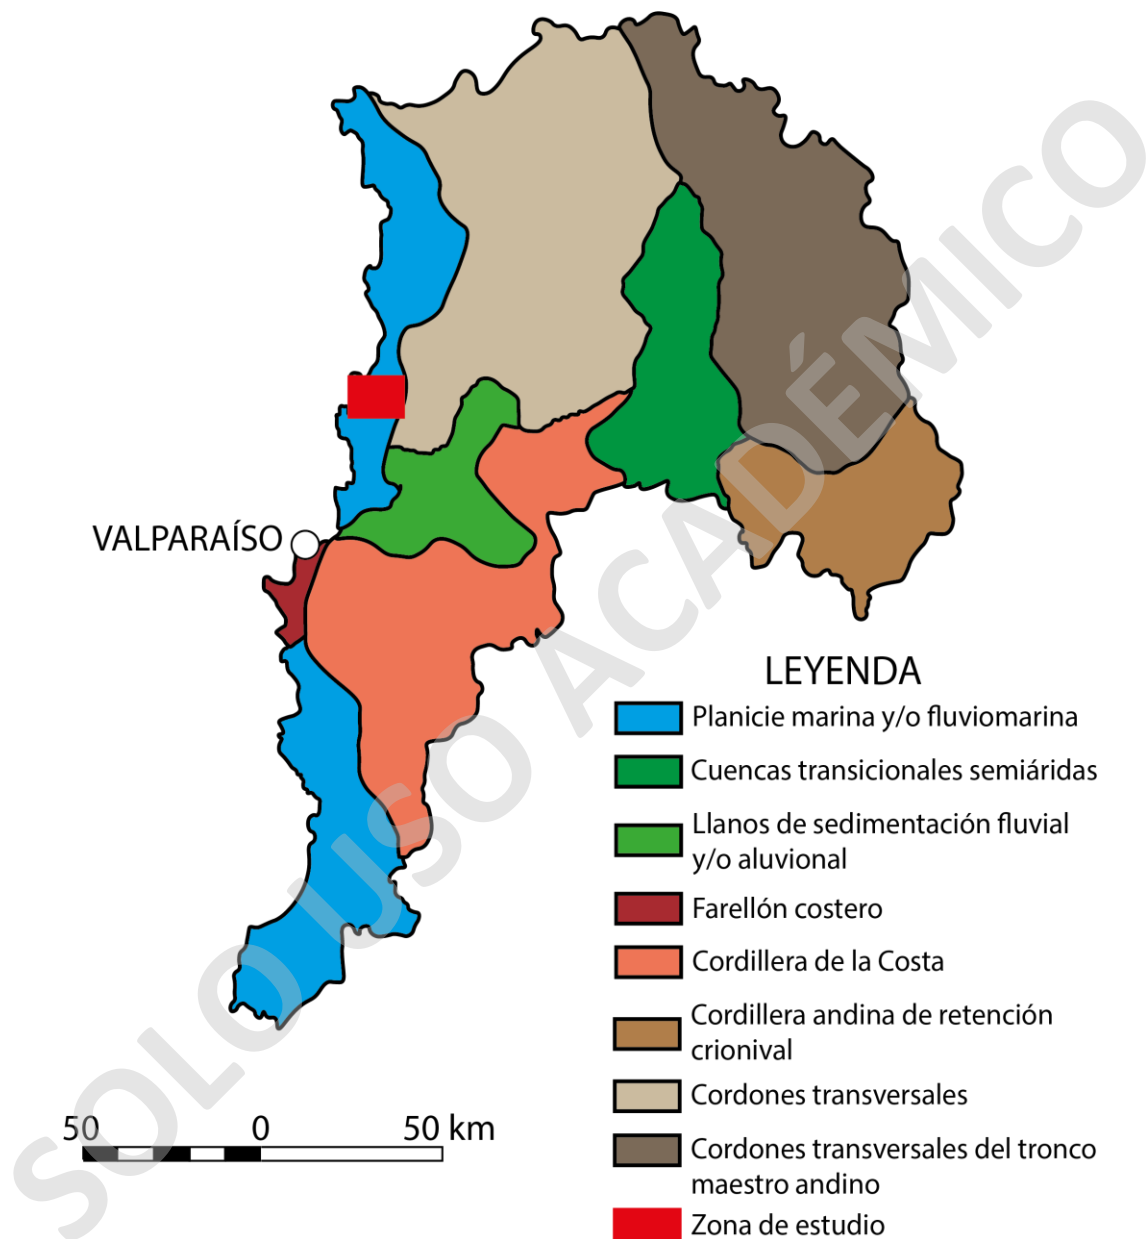 VALPARAÍSO
LEYENDA
Planicie marina y/o fluviomarina
Cuencas transicionales semiáridas
Llanos de sedimentación fluvial
y/o aluvional
Farellón costero
Cordillera de la Costa
Cordillera andina de retención
crionival
Cordones transversales
Cordones transversales del tronco
maestro andino
Zona de estudio
50 0 50 km
SOLO USO ACADÉMICO